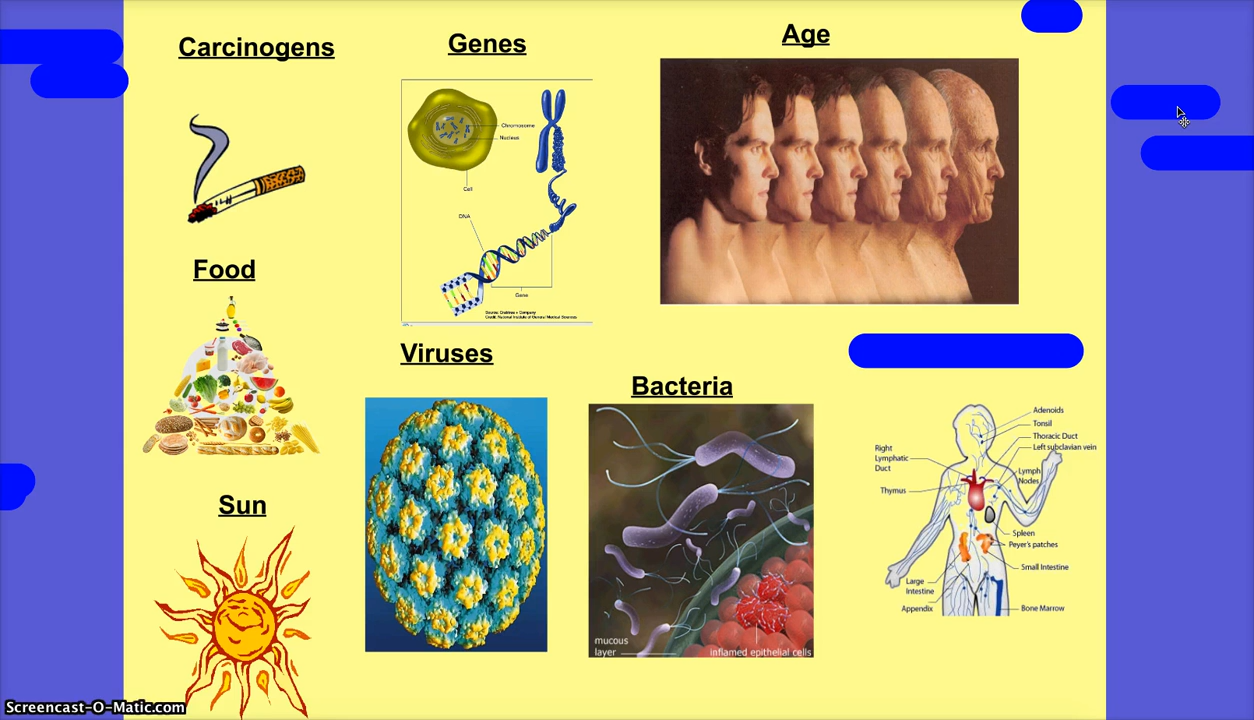 Carcinogens
Genes
Age
Chromosome
Nucleus
Cell
DNA
Gene
Food
Viruses
Bacteria
Adenoids
Tonsil
Thoracic Duct
Left subclavian vein
Right
Lymphatic
Duct
Lymph
Nodes
Thymus
Sun
Spleen
Peyer's patches
Small Intestine
Large
Intestine
Appendix
Bone Marrow
mucous
layer
inflamed epithelial cells
Screencast-O-Matic.com